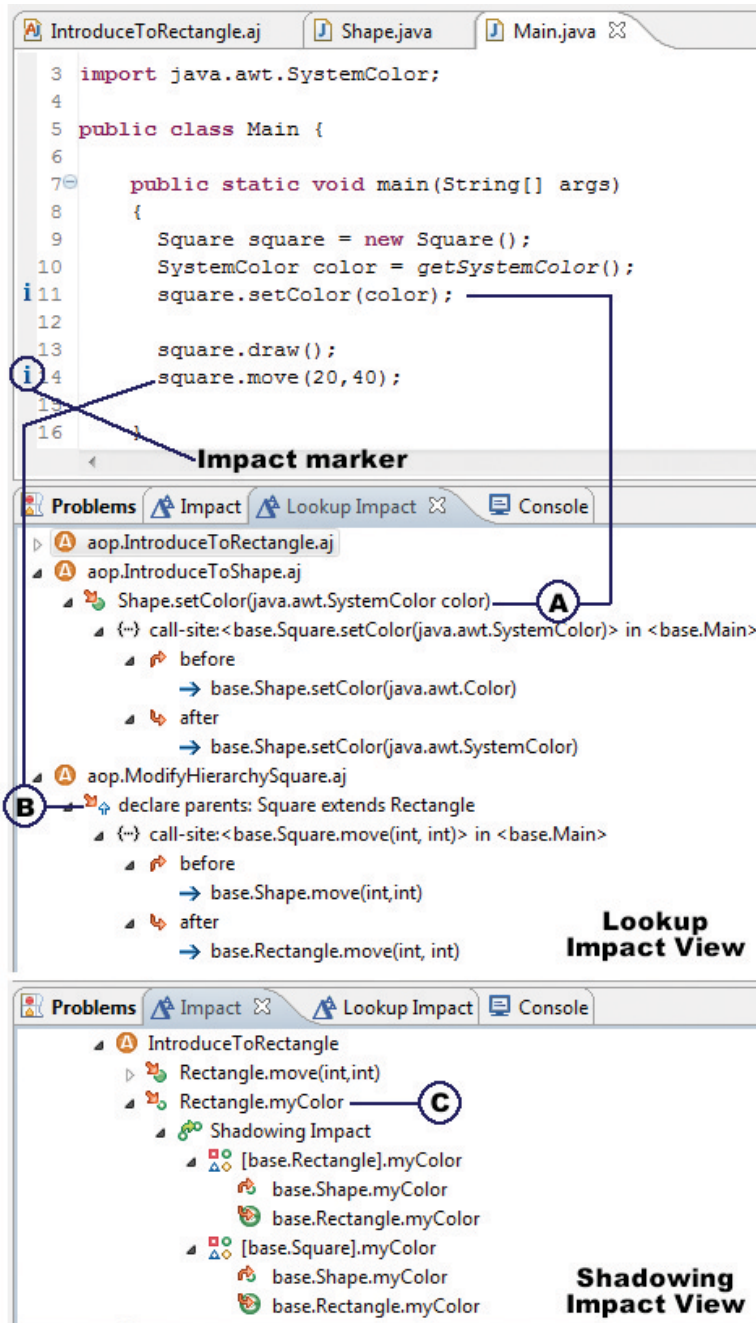 IntroduceToRectangle.aj Shape.java Main.java
3 import java.awt.SystemColor;
4
5 public class Main {
6
7 public static void main(String[] args)
8 {
9 Square square = new Square();
10 SystemColor color = getSystemColor();
i 11 square.setColor(color);
12
13 square.draw();
i 14 square.move(20,40);
15
16 }
Impact marker
Problems Impact Lookup Impact Console
A aop.IntroduceToRectangle.aj
A aop.IntroduceToShape.aj
Shape.setColor(java.awt.SystemColor color) A
call-site:<base.Square.setColor(java.awt.SystemColor)> in <base.Main>
before
base.Shape.setColor(java.awt.Color)
after
base.Shape.setColor(java.awt.SystemColor)
A aop.ModifyHierarchySquare.aj
B declare parents: Square extends Rectangle
call-site:<base.Square.move(int, int)> in <base.Main>
before
base.Shape.move(int,int)
after
base.Rectangle.move(int, int)
Lookup
Impact View
Problems Impact Lookup Impact Console
A IntroduceToRectangle
Rectangle.move(int,int)
Rectangle.myColor C
Shadowing Impact
[base.Rectangle].myColor
base.Shape.myColor
base.Rectangle.myColor
[base.Square].myColor
base.Shape.myColor
base.Rectangle.myColor
Shadowing
Impact View